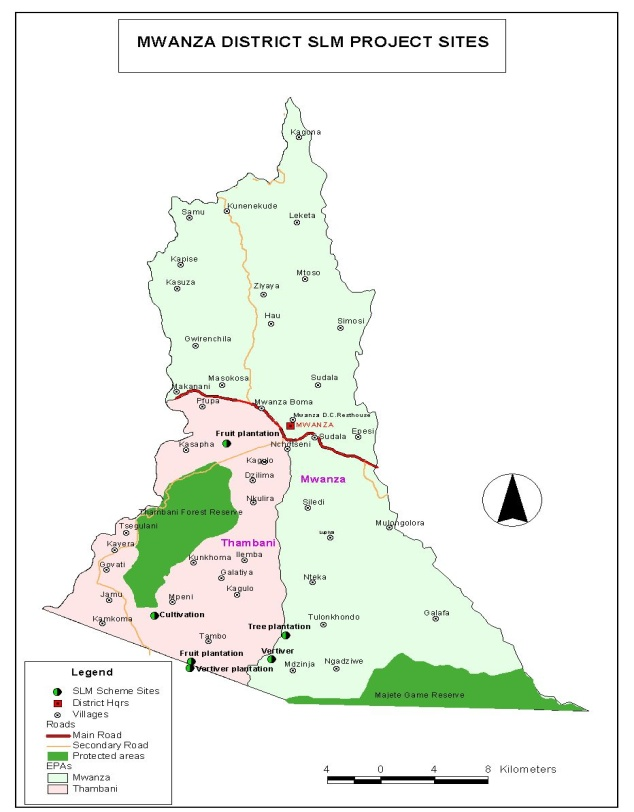 MWANZA DISTRICT SLM PROJECT SITES
Kagona
Kunenekude
Samu
Leketa
Kapise
Kasuza
Mtoso
Ziyaya
Hau
Simosi
Gwirenchila
Masokosa
Sudala
Makanani
Pfupa
Mwanza Boma
Mwanza D.C. Resthouse
MWANZA
Fruit plantation
Sudala
Epesi
Kasapha
Nchotseni
Kagulo
Dzilima
Mwanza
Nkulira
Siledi
Thambani Forest Reserve
Mulongolora
Tsegulani
Thambani
Kavera
Kunkhoma
Ilemba
Govati
Galatiya
Nteka
Jamu
Mpeni
Kagulo
Cultivation
Galafa
Kamkoma
Tree plantation
Tulonkhondo
Tambo
Fruit plantation
Vertiver
Vertiver plantation
Mdzinja
Ngadziwe
Majete Game Reserve
Legend
SLM Scheme Sites
District Hqrs
Villages
Roads
Main Road
Secondary Road
Protected areas
EPAs
Mwanza
Thambani
4 0 4 8 Kilometers